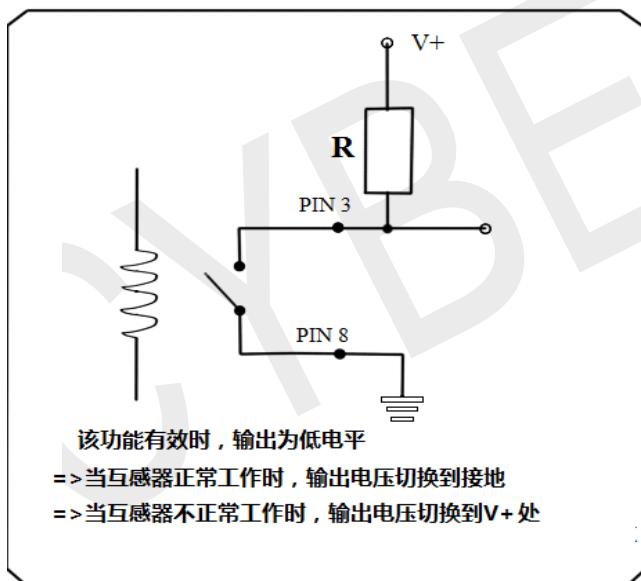 V+
R
PIN 3
PIN 8
该功能有效时，输出为低电平
=>当互感器正常工作时，输出电压切换到接地
=>当互感器不正常工作时，输出电压切换到V+处
CYBE